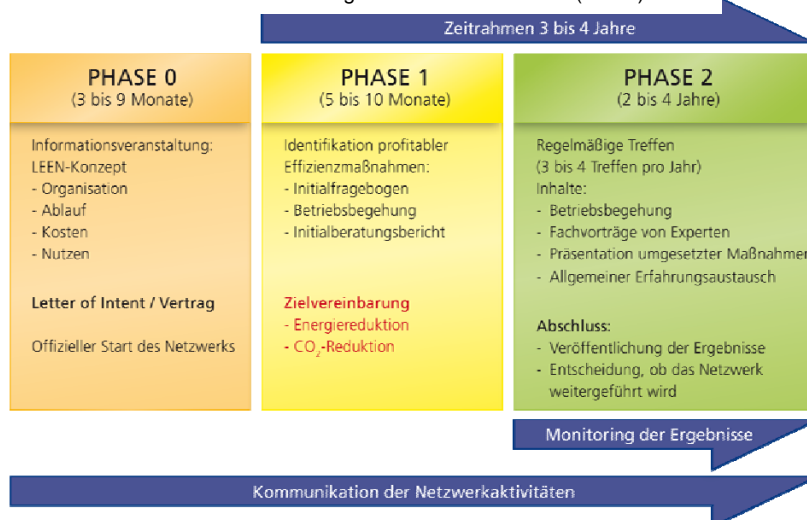 Zeitrahmen 3 bis 4 Jahre
PHASE 0
(3 bis 9 Monate)
Informationsveranstaltung:
LEEN-Konzept
- Organisation
- Ablauf
- Kosten
- Nutzen
Letter of Intent / Vertrag
Offizieller Start des Netzwerks
PHASE 1
(5 bis 10 Monate)
Identifikation profitabler
Effizienzmaßnahmen:
- Initialfragebogen
- Betriebsbegehung
- Initialberatungsbericht
Zielvereinbarung
- Energiereduktion
- CO₂-Reduktion
PHASE 2
(2 bis 4 Jahre)
Regelmäßige Treffen
(3 bis 4 Treffen pro Jahr)
Inhalte:
- Betriebsbegehung
- Fachvorträge von Experten
- Präsentation umgesetzter Maßnahmen
- Allgemeiner Erfahrungsaustausch
Abschluss:
- Veröffentlichung der Ergebnisse
- Entscheidung, ob das Netzwerk
weitergeführt wird
Monitoring der Ergebnisse
Kommunikation der Netzwerkaktivitäten